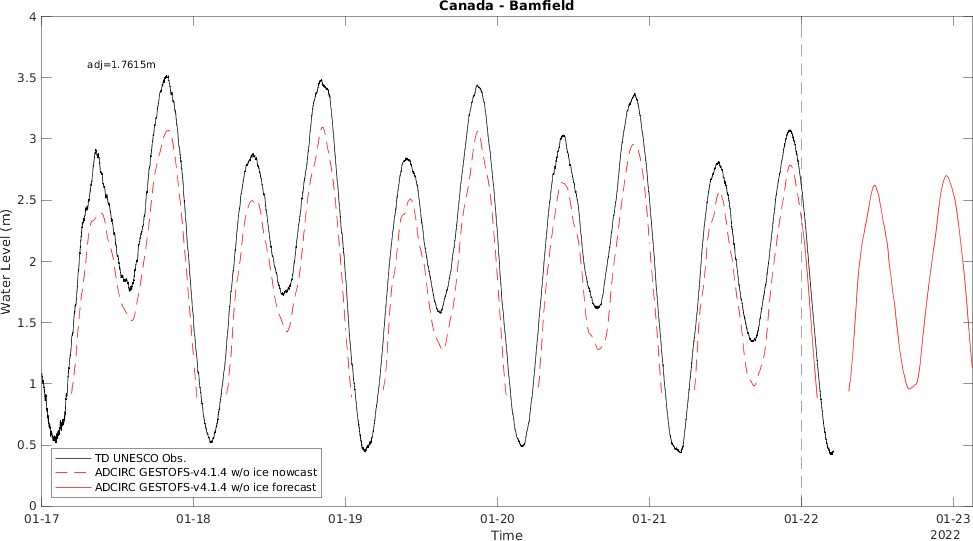 Canada - Bamfield
4
adj=1.7615m
3.5
3
2.5
2
1.5
1
0.5
0
Water Level (m)
TD UNESCO Obs.
ADCIRC GESTOFS-v4.1.4 w/o ice nowcast
ADCIRC GESTOFS-v4.1.4 w/o ice forecast
01-17 01-18 01-19 01-20 01-21 01-22 01-23
Time
2022